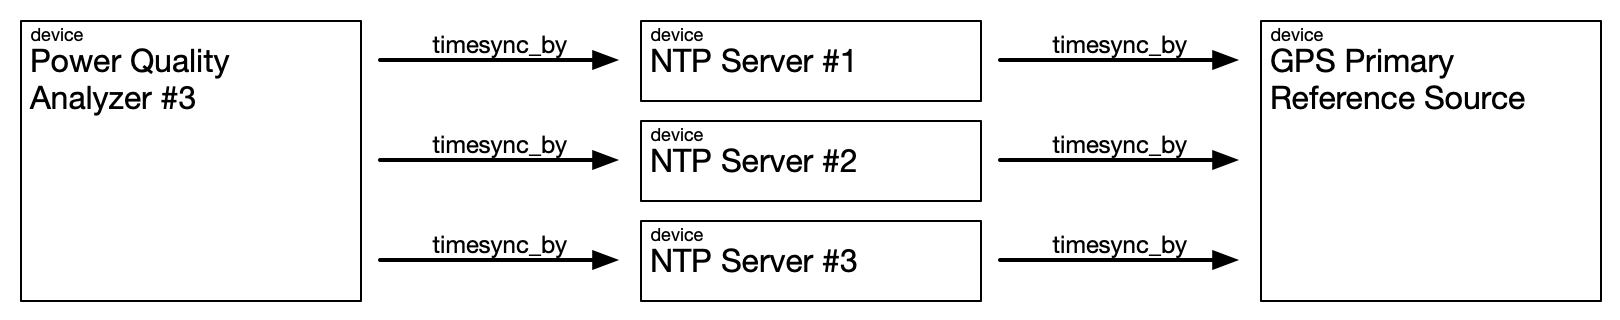 device
Power Quality
Analyzer #3
timesync_by
timesync_by
timesync_by
device
NTP Server #1
device
NTP Server #2
device
NTP Server #3
timesync_by
timesync_by
timesync_by
device
GPS Primary
Reference Source